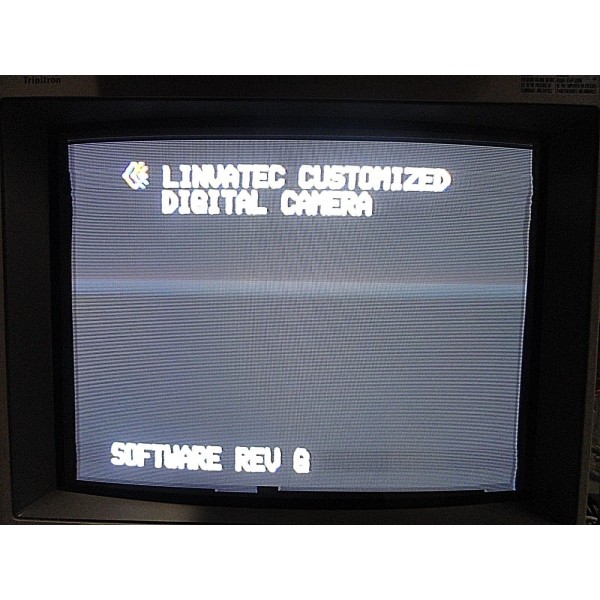 Trinitron
LINVATEC CUSTOMIZED
DIGITAL CAMERA
SOFTWARE REV G